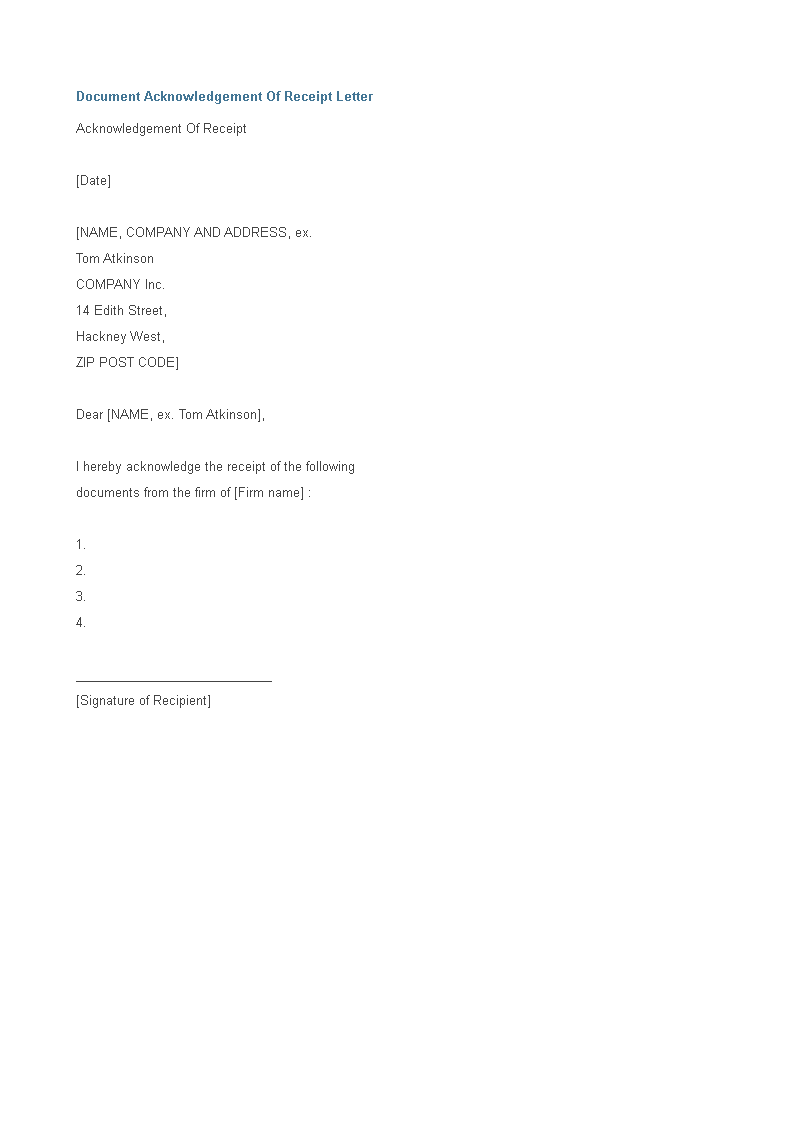 Document Acknowledgement Of Receipt Letter
Acknowledgement Of Receipt
[Date]
[NAME, COMPANY AND ADDRESS, ex.
Tom Atkinson
COMPANY Inc.
14 Edith Street,
Hackney West,
ZIP POST CODE]
Dear [NAME, ex. Tom Atkinson],
I hereby acknowledge the receipt of the following
documents from the firm of [Firm name] :
1.
2.
3.
4.
____________________________
[Signature of Recipient]